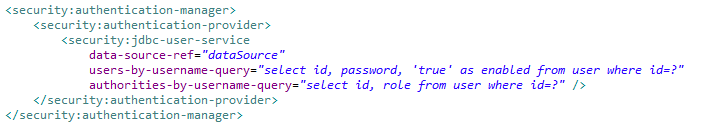 <security:authentication-manager>
<security:authentication-provider>
<security:jdbc-user-service
data-source-ref="dataSource"
users-by-username-query="select id, password, 'true' as enabled from user where id=?"
authorities-by-username-query="select id, role from user where id=?" />
</security:authentication-provider>
</security:authentication-manager>